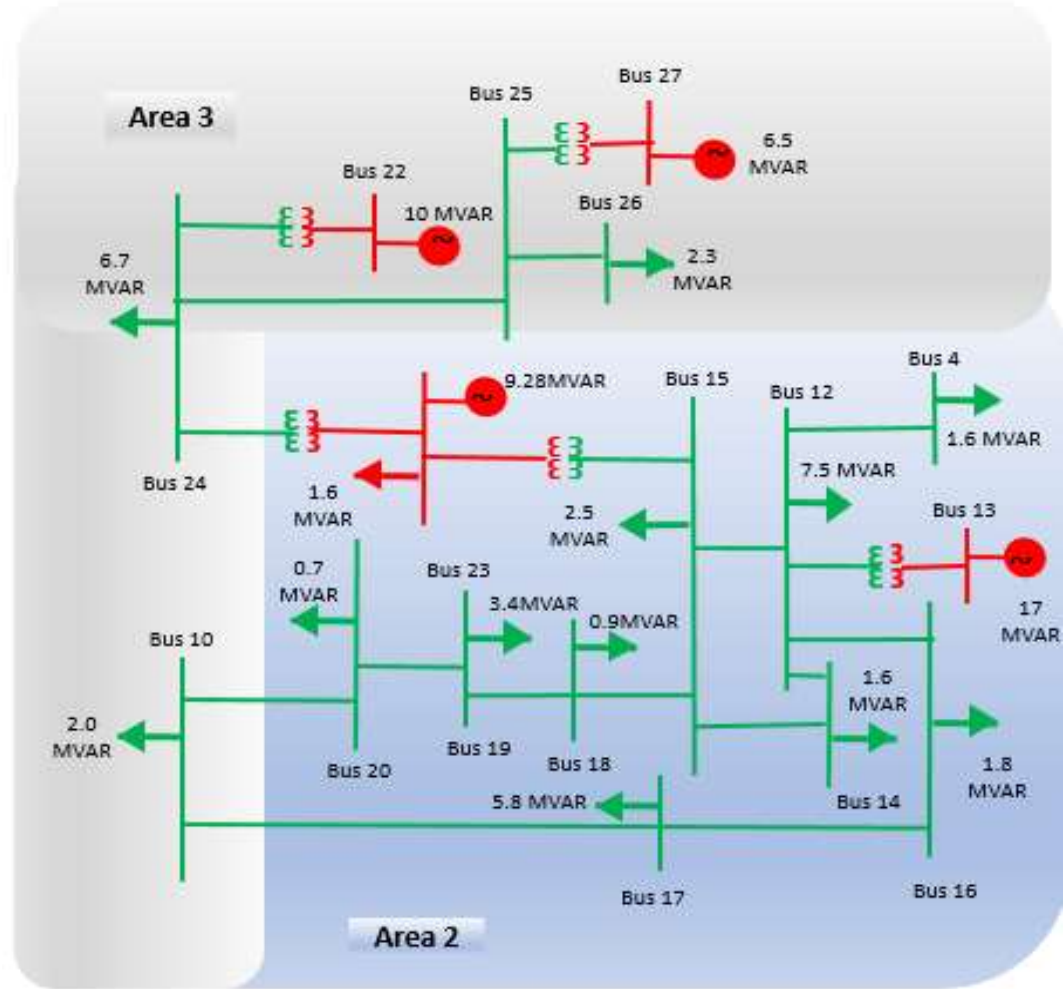 Bus 27
Bus 25
Area 3
6.5
MVAR
Bus 22
Bus 26
10 MVAR
6.7
MVAR
2.3
MVAR
Bus 4
9.28MVAR
Bus 15
Bus 12
1.6 MVAR
7.5 MVAR
Bus 24
1.6
MVAR
2.5
MVAR
Bus 13
0.7
MVAR
Bus 23
3.4MVAR
0.9MVAR
17
MVAR
Bus 10
1.6
MVAR
2.0
MVAR
Bus 19
Bus 20
Bus 18
1.8
MVAR
5.8 MVAR
Bus 14
Bus 17
Bus 16
Area 2